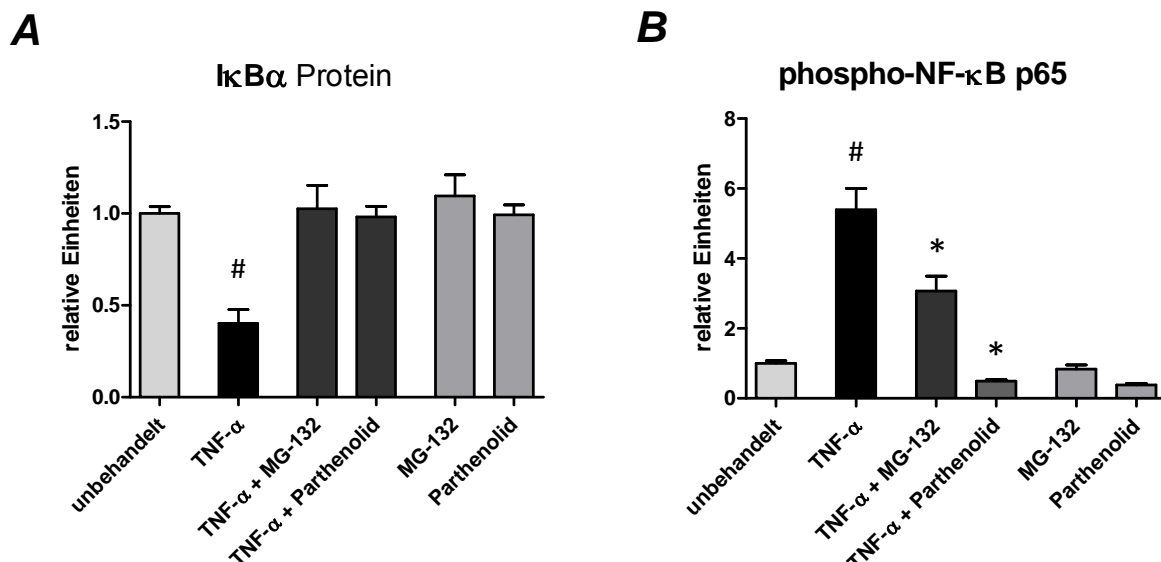 A
IκBα Protein
relative Einheiten
1.5
1.0
0.5
0.0
#
unbehandelt
TNF-α
TNF-α + MG-132
TNF-α + Parthenolid
MG-132
Parthenolid
B
phospho-NF-κB p65
relative Einheiten
8
6
4
2
0
#
*
*
unbehandelt
TNF-α
TNF-α + MG-132
TNF-α + Parthenolid
MG-132
Parthenolid